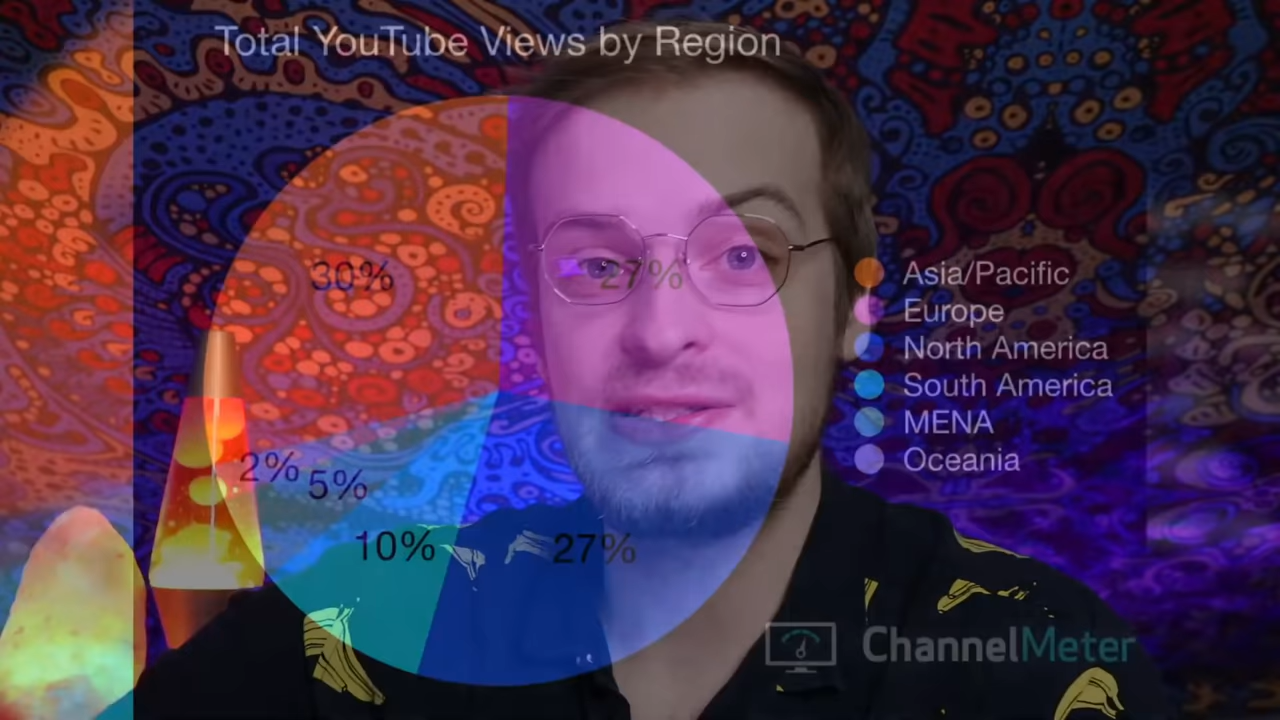 Total YouTube Views by Region
30%
27%
Asia/Pacific
Europe
North America
South America
MENA
Oceania
2%
5%
10%
27%
ChannelMeter